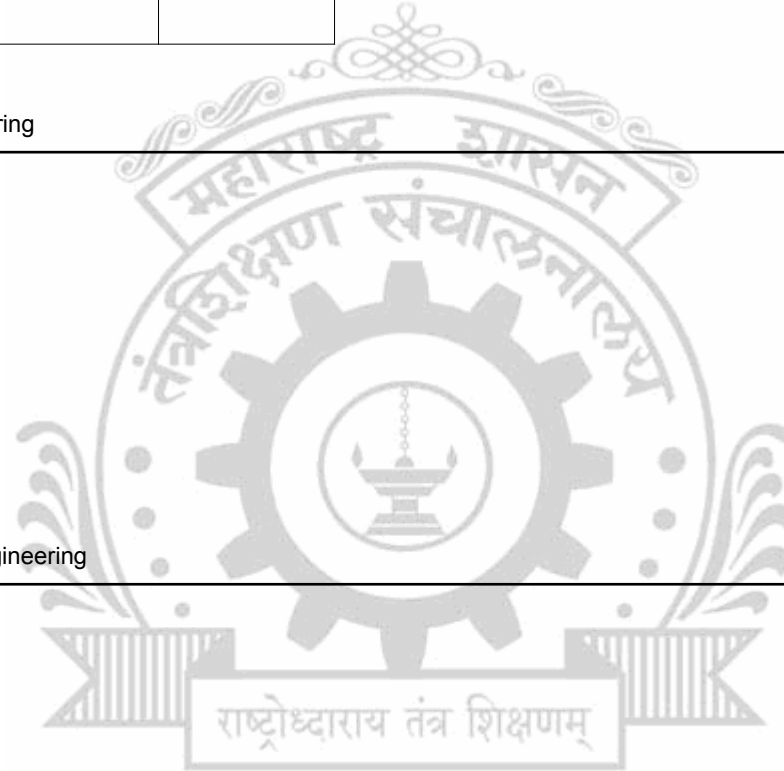 ring
महाराष्ट्र शासन
तंत्रशिक्षण संचालनालय
gineering
राष्ट्रोध्दाराय तंत्र शिक्षणम्